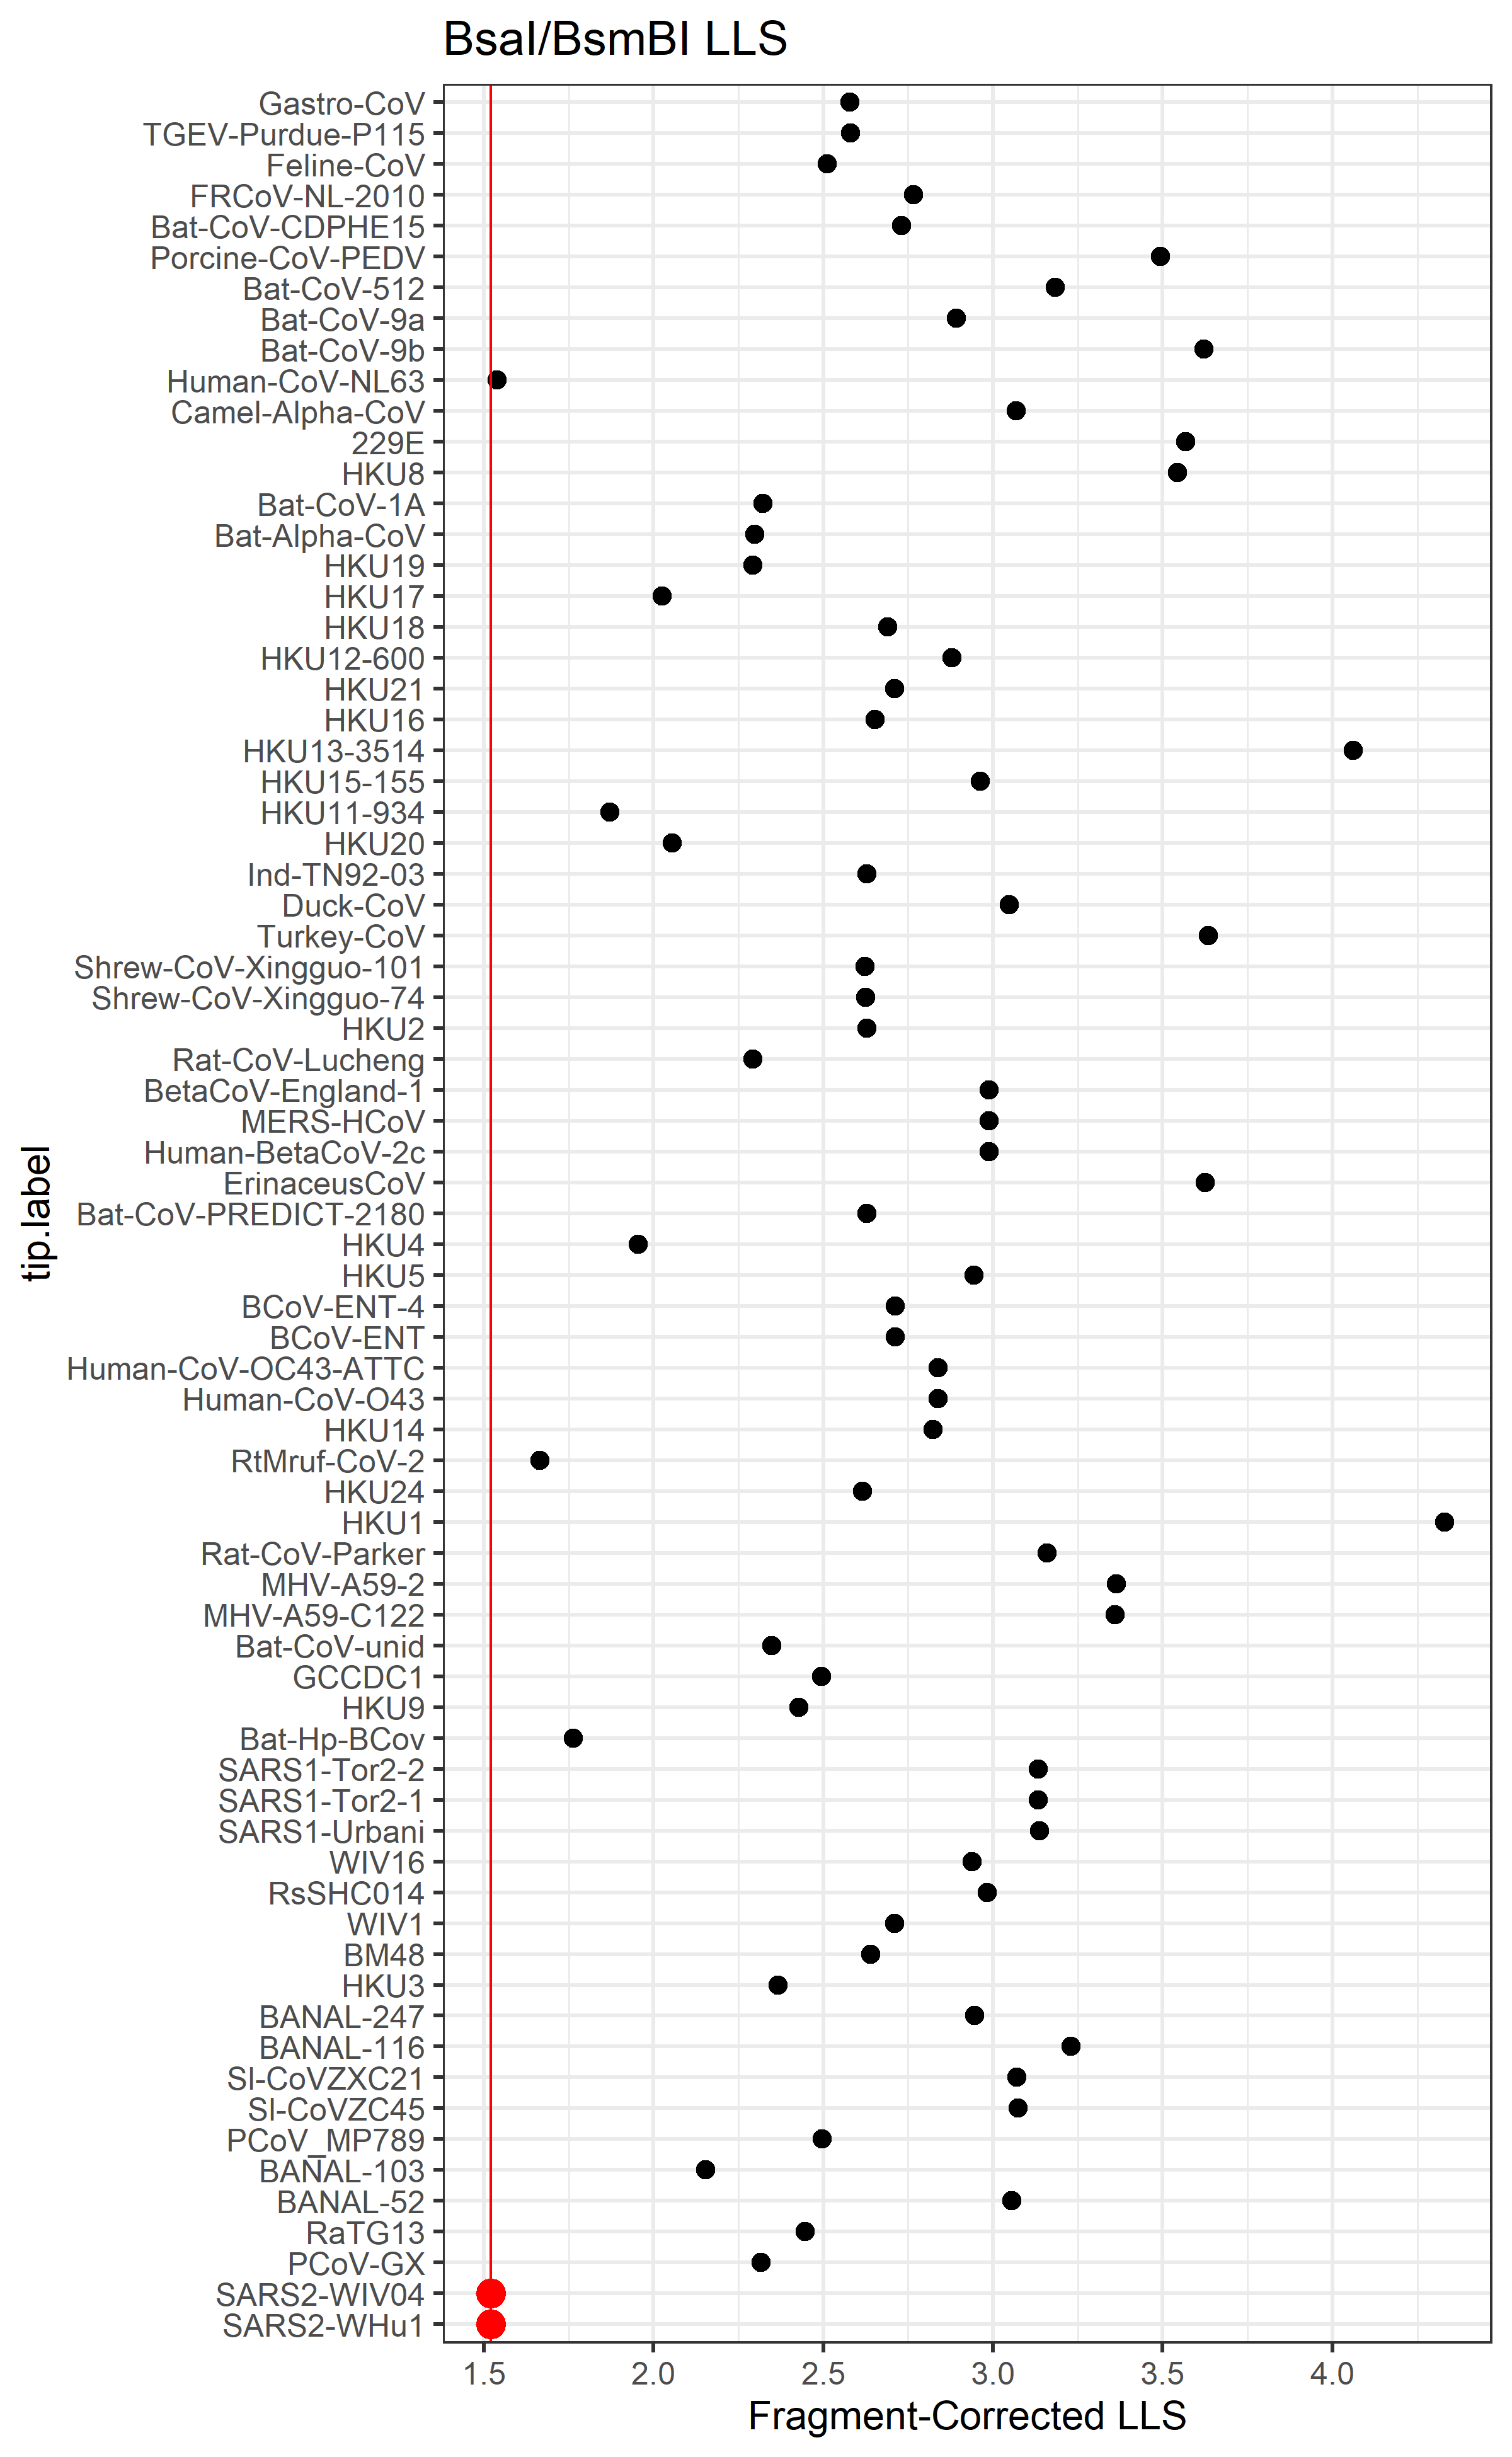 BsaI/BsmBI LLS
Gastro-CoV
TGEV-Purdue-P115
Feline-CoV
FRCoV-NL-2010
Bat-CoV-CDPHE15
Porcine-CoV-PEDV
Bat-CoV-512
Bat-CoV-9a
Bat-CoV-9b
Human-CoV-NL63
Camel-Alpha-CoV
229E
HKU8
Bat-CoV-1A
Bat-Alpha-CoV
HKU19
HKU17
HKU18
HKU12-600
HKU21
HKU16
HKU13-3514
HKU15-155
HKU11-934
HKU20
Ind-TN92-03
Duck-CoV
Turkey-CoV
Shrew-CoV-Xingguo-101
Shrew-CoV-Xingguo-74
HKU2
Rat-CoV-Lucheng
BetaCoV-England-1
MERS-HCoV
Human-BetaCoV-2c
ErinaceusCoV
Bat-CoV-PREDICT-2180
HKU4
HKU5
BCoV-ENT-4
BCoV-ENT
Human-CoV-OC43-ATTC
Human-CoV-O43
HKU14
RtMruf-CoV-2
HKU24
HKU1
Rat-CoV-Parker
MHV-A59-2
MHV-A59-C122
Bat-CoV-unid
GCCDC1
HKU9
Bat-Hp-BCov
SARS1-Tor2-2
SARS1-Tor2-1
SARS1-Urbani
WIV16
RsSHC014
WIV1
BM48
HKU3
BANAL-247
BANAL-116
Sl-CoVZXC21
Sl-CoVZC45
PCoV_MP789
BANAL-103
BANAL-52
RaTG13
PCoV-GX
SARS2-WIV04
SARS2-WHu1
tip.label
1.5 2.0 2.5 3.0 3.5 4.0
Fragment-Corrected LLS